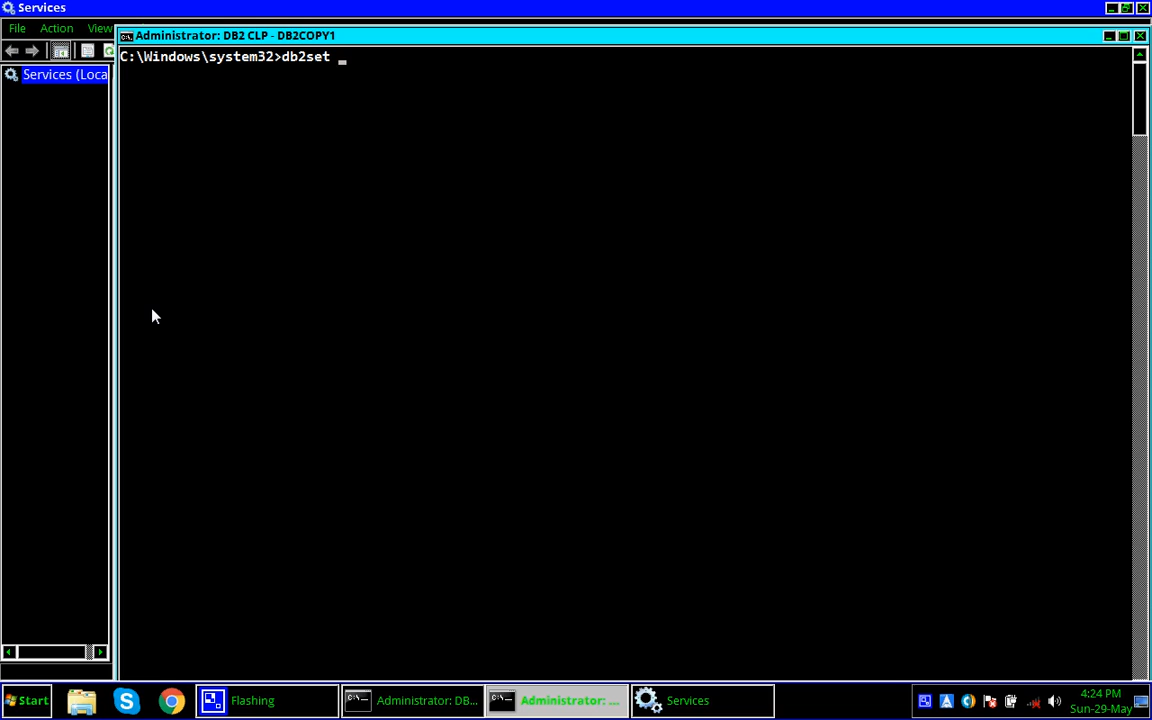 Services
File Action View
Administrator: DB2 CLP - DB2COPY1
C:\Windows\system32>db2set
Services (Loca
Start
Flashing
Administrator: DB...
Administrator: ...
Services
4:24 PM
Sun-29-May